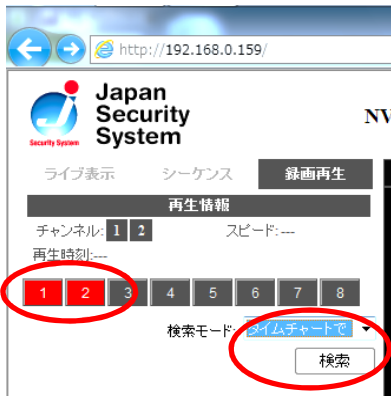 http://192.168.0.159/
Japan
Security
System
Security System
NV
ライブ表示 シーケンス 録画再生
再生情報
チャンネル: 1 2 スピード:---
再生時刻:---
1 2 3 4 5 6 7 8
検索モード: タイムチャートで
検索